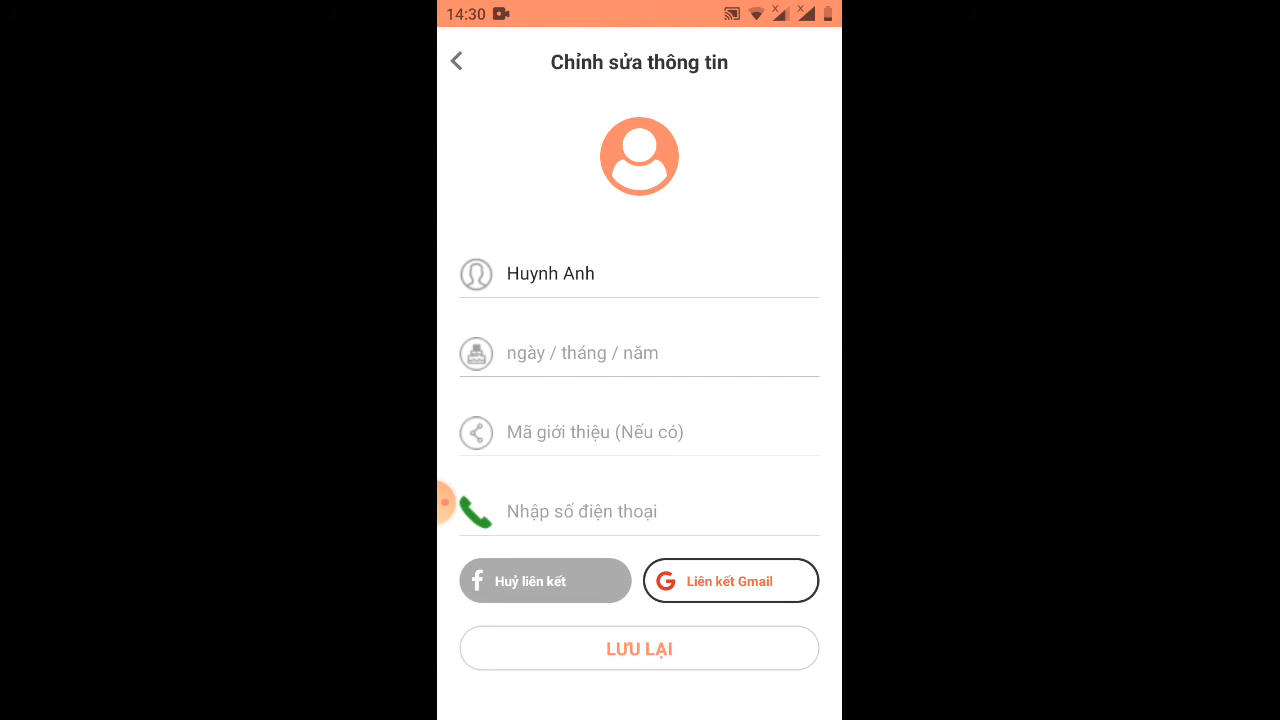 14:30
Chỉnh sửa thông tin
Huynh Anh
ngày / tháng / năm
Mã giới thiệu (Nếu có)
Nhập số điện thoại
Huỷ liên kết
Liên kết Gmail
LƯU LẠI